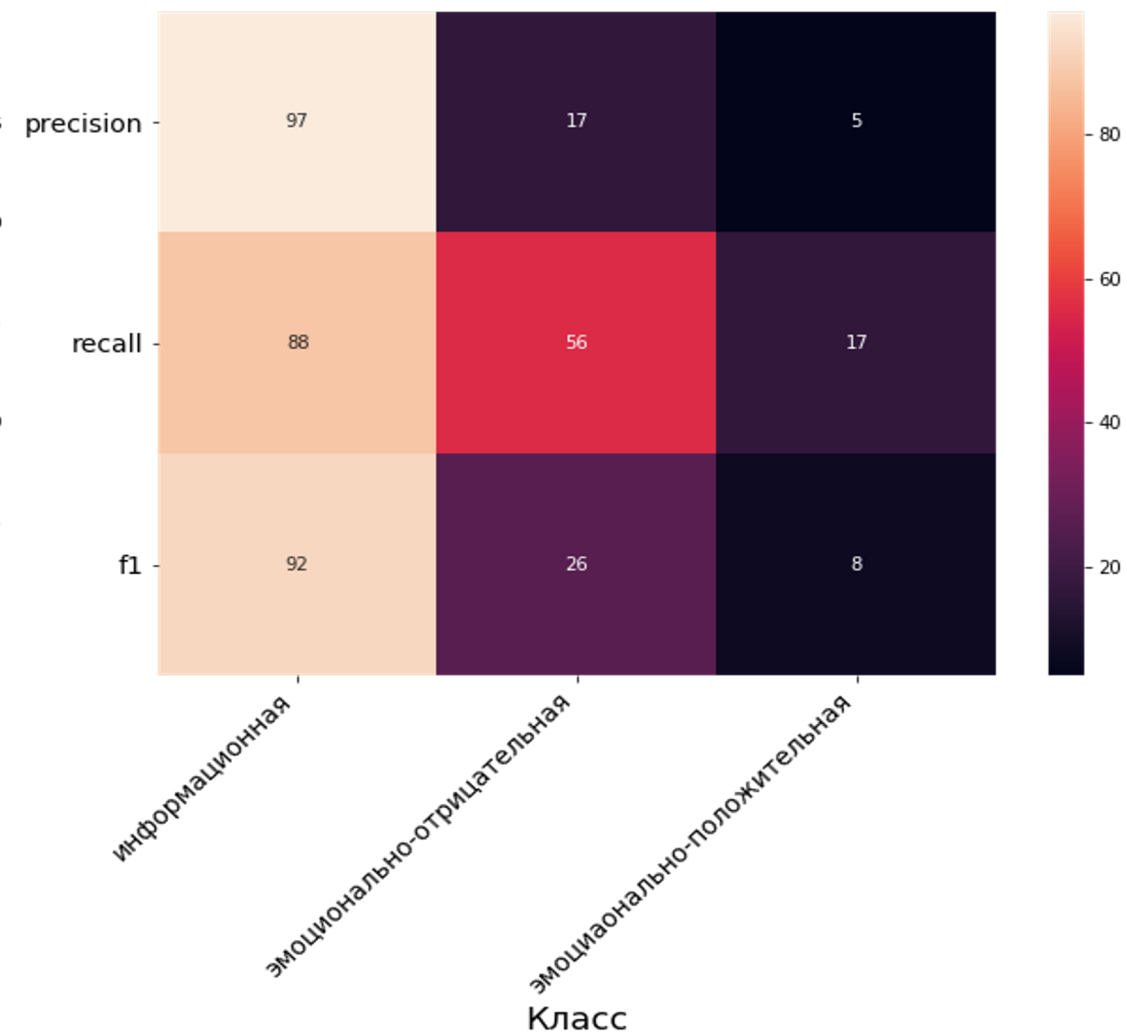 precision 97 17 5
80
60
recall 88 56 17
40
f1 92 26 8
20
информационная
эмоционально-отрицательная
эмоциаонально-положительная
Класс